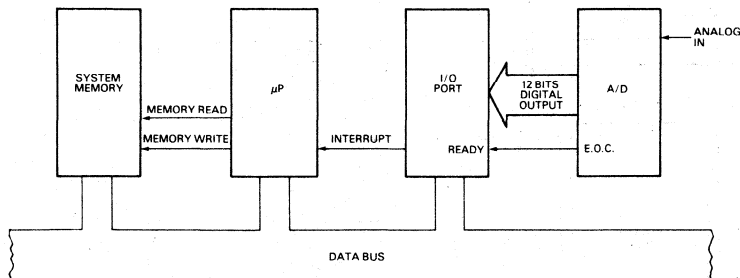 ANALOG
IN
SYSTEM
MEMORY
μP
I/O
PORT
12 BITS
DIGITAL
OUTPUT
A/D
MEMORY READ
MEMORY WRITE
INTERRUPT
READY
E.O.C.
DATA BUS